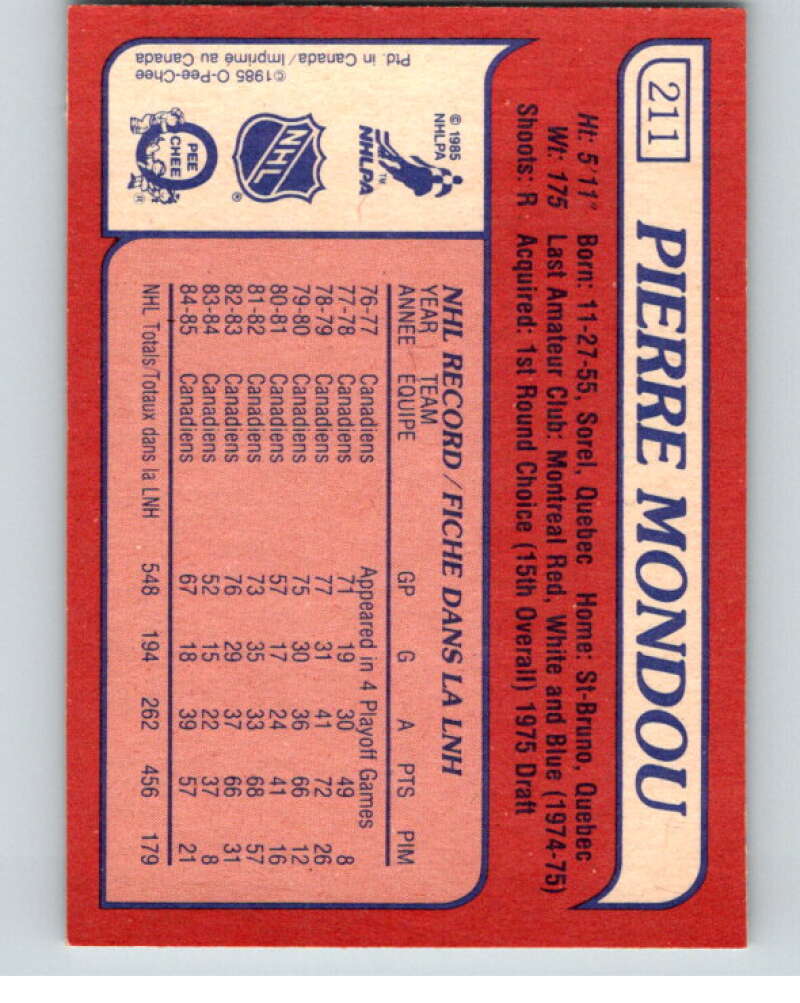 211 PIERRE MONDOU
Ht: 5'11" Born: 11-27-55, Sorel, Quebec Home: St-Bruno, Quebec
Wt: 175 Last Amateur Club: Montreal Red, White and Blue (1974-75)
Shoots: R Acquired: 1st Round Choice (15th Overall) 1975 Draft
© 1985
NHLPA
NHLPA™
NHL®
O
PEE
CHEE
®
©1985 O-Pee-Chee
Ptd. in Canada/Imprimé au Canada
NHL RECORD/FICHE DANS LA LNH
YEAR TEAM
ANNEE EQUIPE GP G A PTS PIM
76-77 Canadiens Appeared in 4 Playoff Games
77-78 Canadiens 71 19 30 49 8
78-79 Canadiens 77 31 41 72 26
79-80 Canadiens 75 30 36 66 12
80-81 Canadiens 57 17 24 41 16
81-82 Canadiens 73 35 33 68 57
82-83 Canadiens 76 29 37 66 31
83-84 Canadiens 52 15 22 37 8
84-85 Canadiens 67 18 39 57 21
NHL Totals/Totaux dans la LNH 548 194 262 456 179